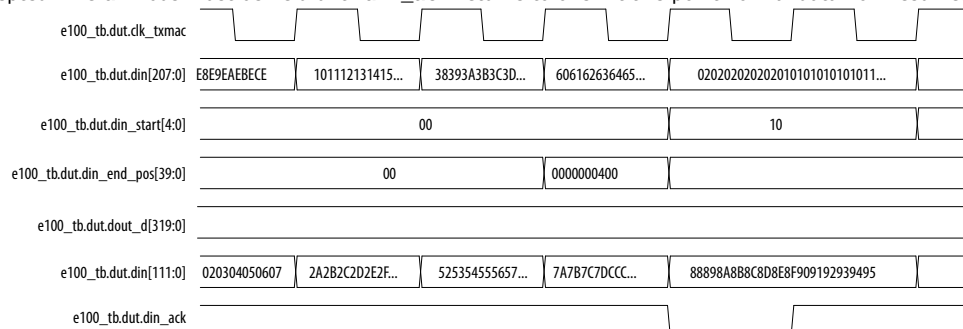 e100_tb.dut.clk_txmac
e100_tb.dut.din[207:0] E8E9EAEBECE 101112131415... 38393A3B3C3D... 606162636465... 020202020202010101010101011...
e100_tb.dut.din_start[4:0] 00 10
e100_tb.dut.din_end_pos[39:0] 00 0000000400
e100_tb.dut.dout_d[319:0]
e100_tb.dut.din[111:0] 020304050607 2A2B2C2D2E2F... 525354555657... 7A7B7C7DCCC... 88898A8B8C8D8E8F909192939495
e100_tb.dut.din_ack